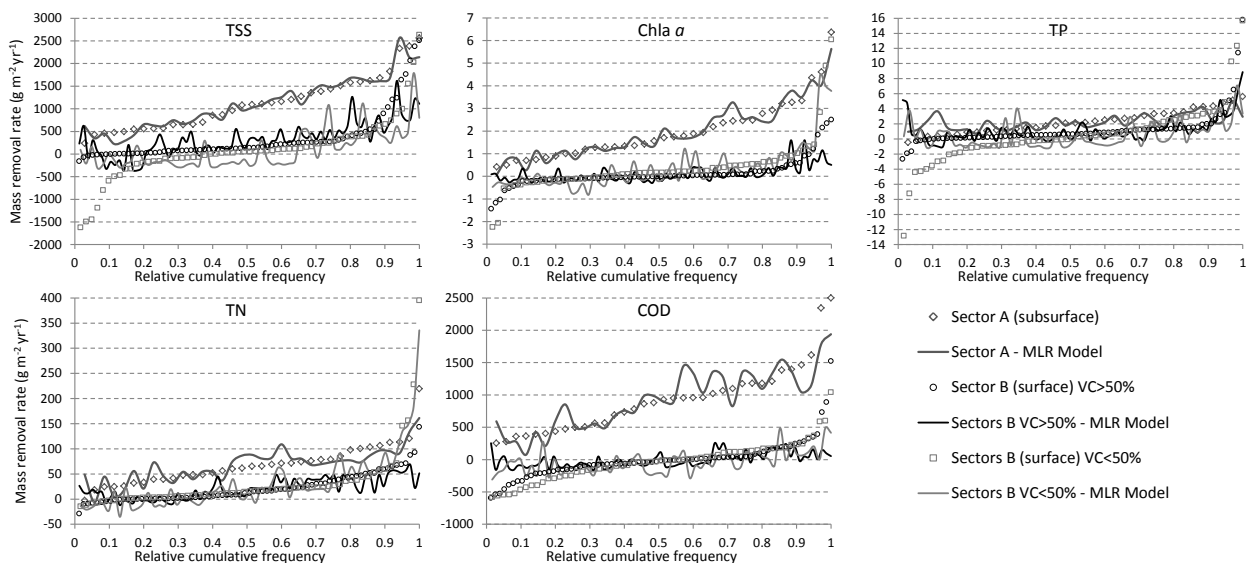 TSS
Mass removal rate (g m-2 yr-1)
3000
2500
2000
1500
1000
500
0
-500
-1000
-1500
-2000
0 0.1 0.2 0.3 0.4 0.5 0.6 0.7 0.8 0.9 1
Relative cumulative frequency
Chla a
7
6
5
4
3
2
1
0
-1
-2
-3
0 0.1 0.2 0.3 0.4 0.5 0.6 0.7 0.8 0.9 1
Relative cumulative frequency
TP
16
14
12
10
8
6
4
2
0
-2
-4
-6
-8
-10
-12
-14
0 0.1 0.2 0.3 0.4 0.5 0.6 0.7 0.8 0.9 1
Relative cumulative frequency
TN
Mass removal rate (g m-2 yr-1)
400
350
300
250
200
150
100
50
0
-50
0 0.1 0.2 0.3 0.4 0.5 0.6 0.7 0.8 0.9 1
Relative cumulative frequency
COD
2500
2000
1500
1000
500
0
-500
-1000
0 0.1 0.2 0.3 0.4 0.5 0.6 0.7 0.8 0.9 1
Relative cumulative frequency
Sector A (subsurface)
Sector A - MLR Model
Sector B (surface) VC>50%
Sectors B VC>50% - MLR Model
Sectors B (surface) VC<50%
Sectors B VC<50% - MLR Model